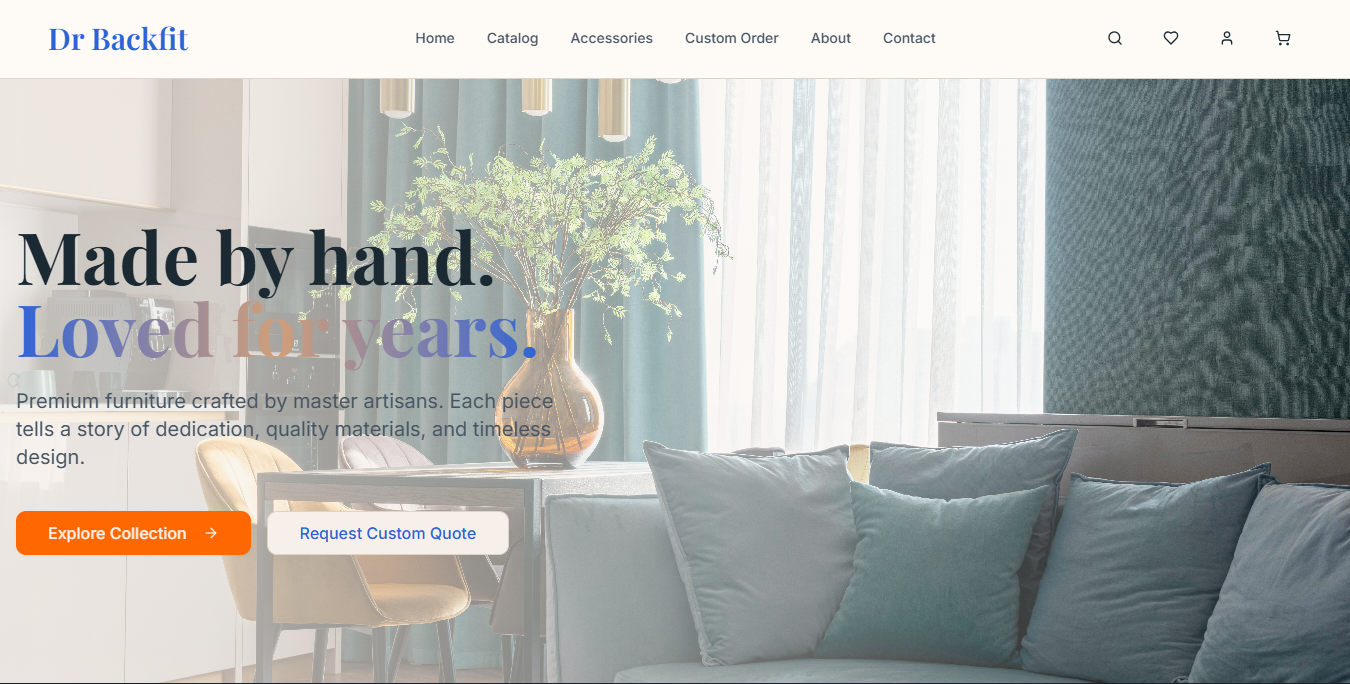 Dr Backfit
Home
Catalog
Accessories
Custom Order
About
Contact
Made by hand.
Loved for years.
Premium furniture crafted by master artisans. Each piece
tells a story of dedication, quality materials, and timeless
design.
Explore Collection →
Request Custom Quote